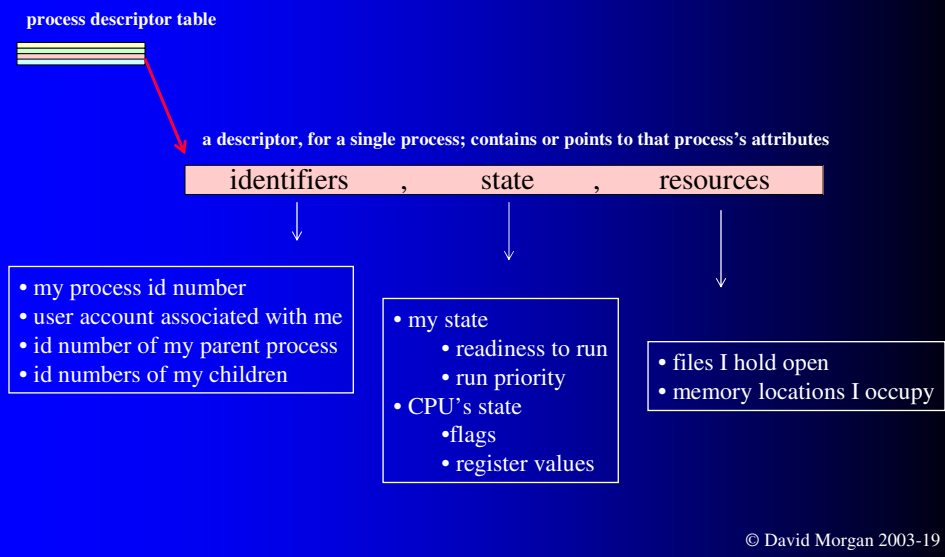 process descriptor table
a descriptor, for a single process; contains or points to that process's attributes
identifiers , state , resources
• my process id number
• user account associated with me
• id number of my parent process
• id numbers of my children
• my state
• readiness to run
• run priority
• CPU's state
•flags
• register values
• files I hold open
• memory locations I occupy
© David Morgan 2003-19